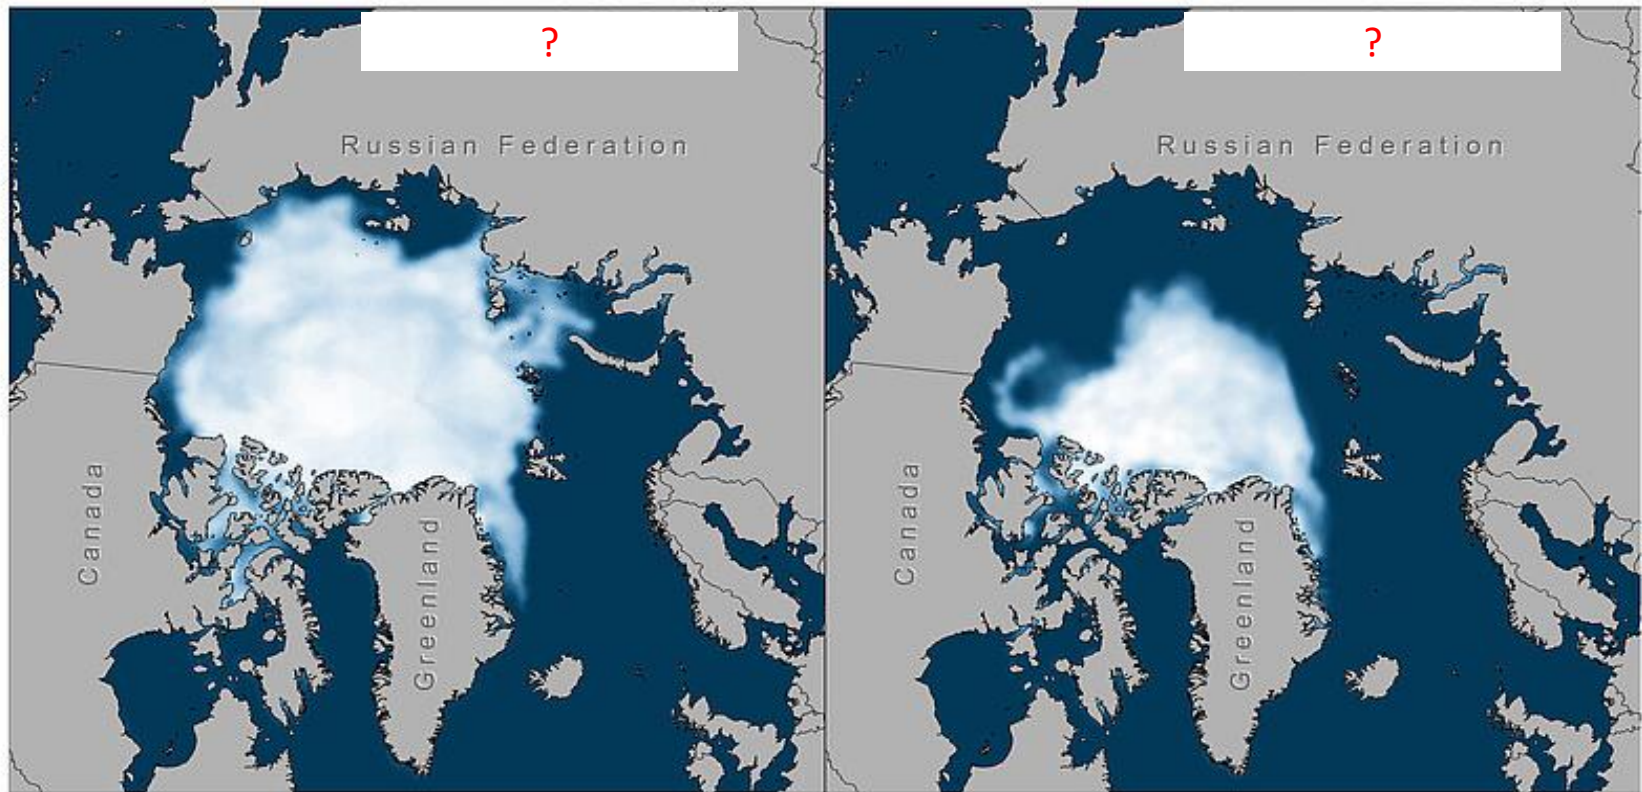 ?
?
Russian Federation
Russian Federation
Canada
Greenland
Canada
Greenland